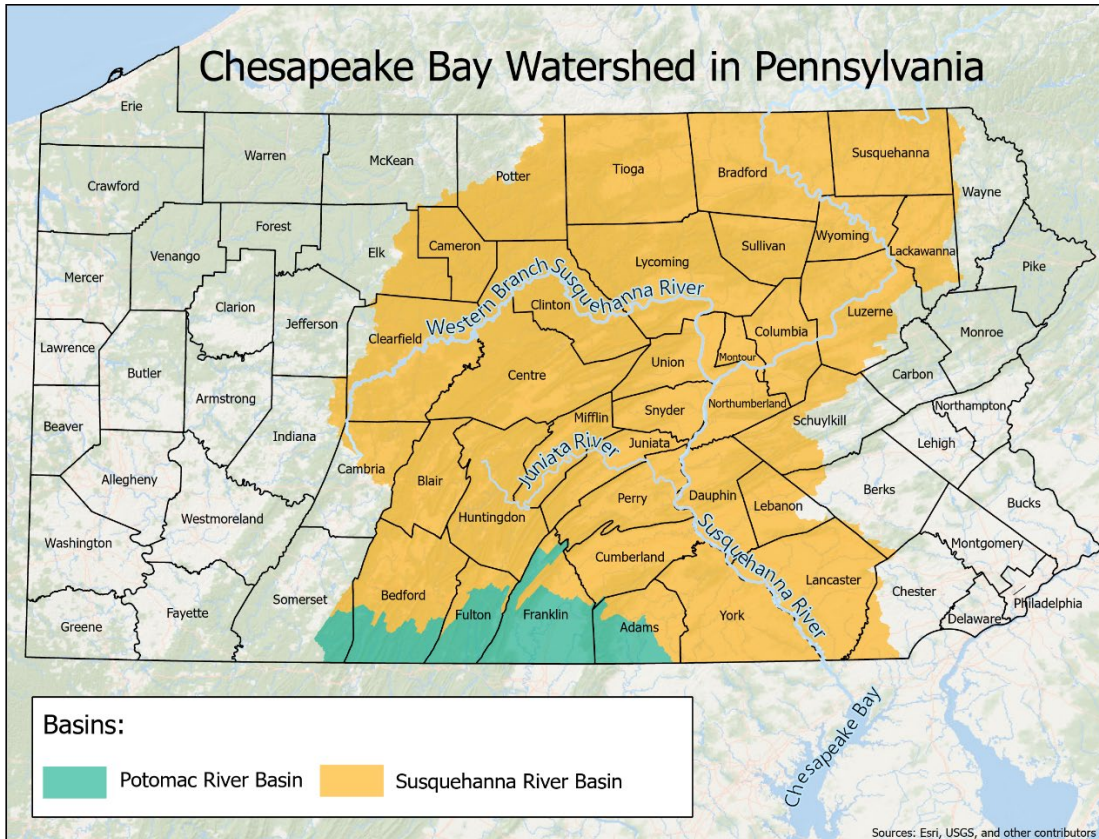 Chesapeake Bay Watershed in Pennsylvania
Erie
Warren
McKean
Potter
Tioga
Bradford
Susquehanna
Wayne
Crawford
Forest
Elk
Cameron
Sullivan
Wyoming
Lackawanna
Venango
Lycoming
Pike
Mercer
Clarion
Jefferson
Western Branch Susquehanna River
Clinton
Clearfield
Columbia
Luzerne
Monroe
Lawrence
Butler
Armstrong
Centre
Union
Montour
Carbon
Northampton
Beaver
Indiana
Mifflin
Snyder
Northumberland
Schuylkill
Lehigh
Juniata
Juniata River
Allegheny
Cambria
Blair
Huntingdon
Perry
Dauphin
Lebanon
Berks
Bucks
Westmoreland
Washington
Cumberland
Susquehanna River
Lancaster
Montgomery
Somerset
Bedford
Fulton
Franklin
Adams
York
Chester
Philadelphia
Delaware
Greene
Fayette
Chesapeake Bay
Basins:
Potomac River Basin
Susquehanna River Basin
Sources: Esri, USGS, and other contributors